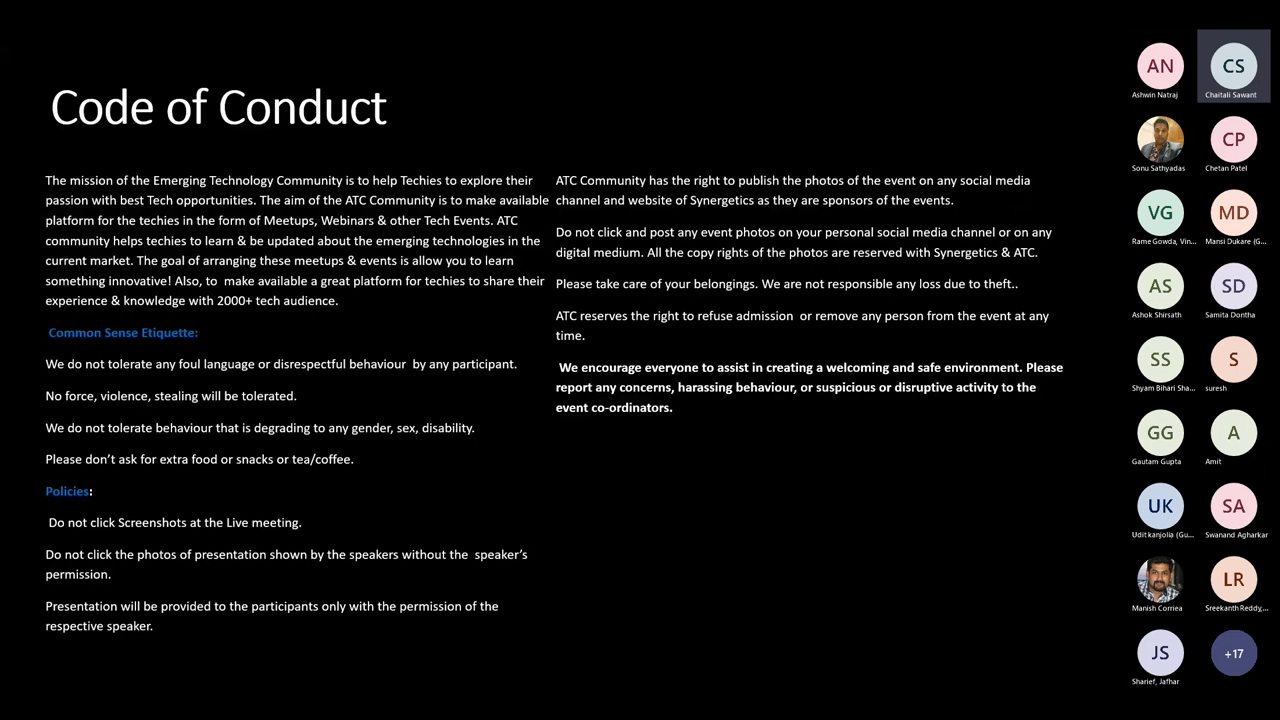 Code of Conduct
The mission of the Emerging Technology Community is to help Techies to explore their
passion with best Tech opportunities. The aim of the ATC Community is to make available
platform for the techies in the form of Meetups, Webinars & other Tech Events. ATC
community helps techies to learn & be updated about the emerging technologies in the
current market. The goal of arranging these meetups & events is allow you to learn
something innovative! Also, to  make available a great platform for techies to share their
experience & knowledge with 2000+ tech audience.
Common Sense Etiquette:
We do not tolerate any foul language or disrespectful behaviour  by any participant.
No force, violence, stealing will be tolerated.
We do not tolerate behaviour that is degrading to any gender, sex, disability.
Please don't ask for extra food or snacks or tea/coffee.
Policies:
Do not click Screenshots at the Live meeting.
Do not click the photos of presentation shown by the speakers without the  speaker's
permission.
Presentation will be provided to the participants only with the permission of the
respective speaker.
ATC Community has the right to publish the photos of the event on any social media
channel and website of Synergetics as they are sponsors of the events.
Do not click and post any event photos on your personal social media channel or on any
digital medium. All the copy rights of the photos are reserved with Synergetics & ATC.
Please take care of your belongings. We are not responsible any loss due to theft..
ATC reserves the right to refuse admission  or remove any person from the event at any
time.
We encourage everyone to assist in creating a welcoming and safe environment. Please
report any concerns, harassing behaviour, or suspicious or disruptive activity to the
event co-ordinators.
AN
CS
Ashwin Natraj
Chaitali Sawant
CP
Sonu Sathyadas
Chetan Patel
VG
MD
Rame Gowda, Vin...
Mansi Dukare (G...
AS
SD
Ashok Shirsath
Samita Dontha
SS
S
Shyam Bihari Sha...
suresh
GG
A
Gautam Gupta
Amit
UK
SA
Udit kanjolia (Gu...
Swanand Agharkar
LR
Manish Corriea
Sreekanth Reddy,...
JS
+17
Sharief, Jafhar